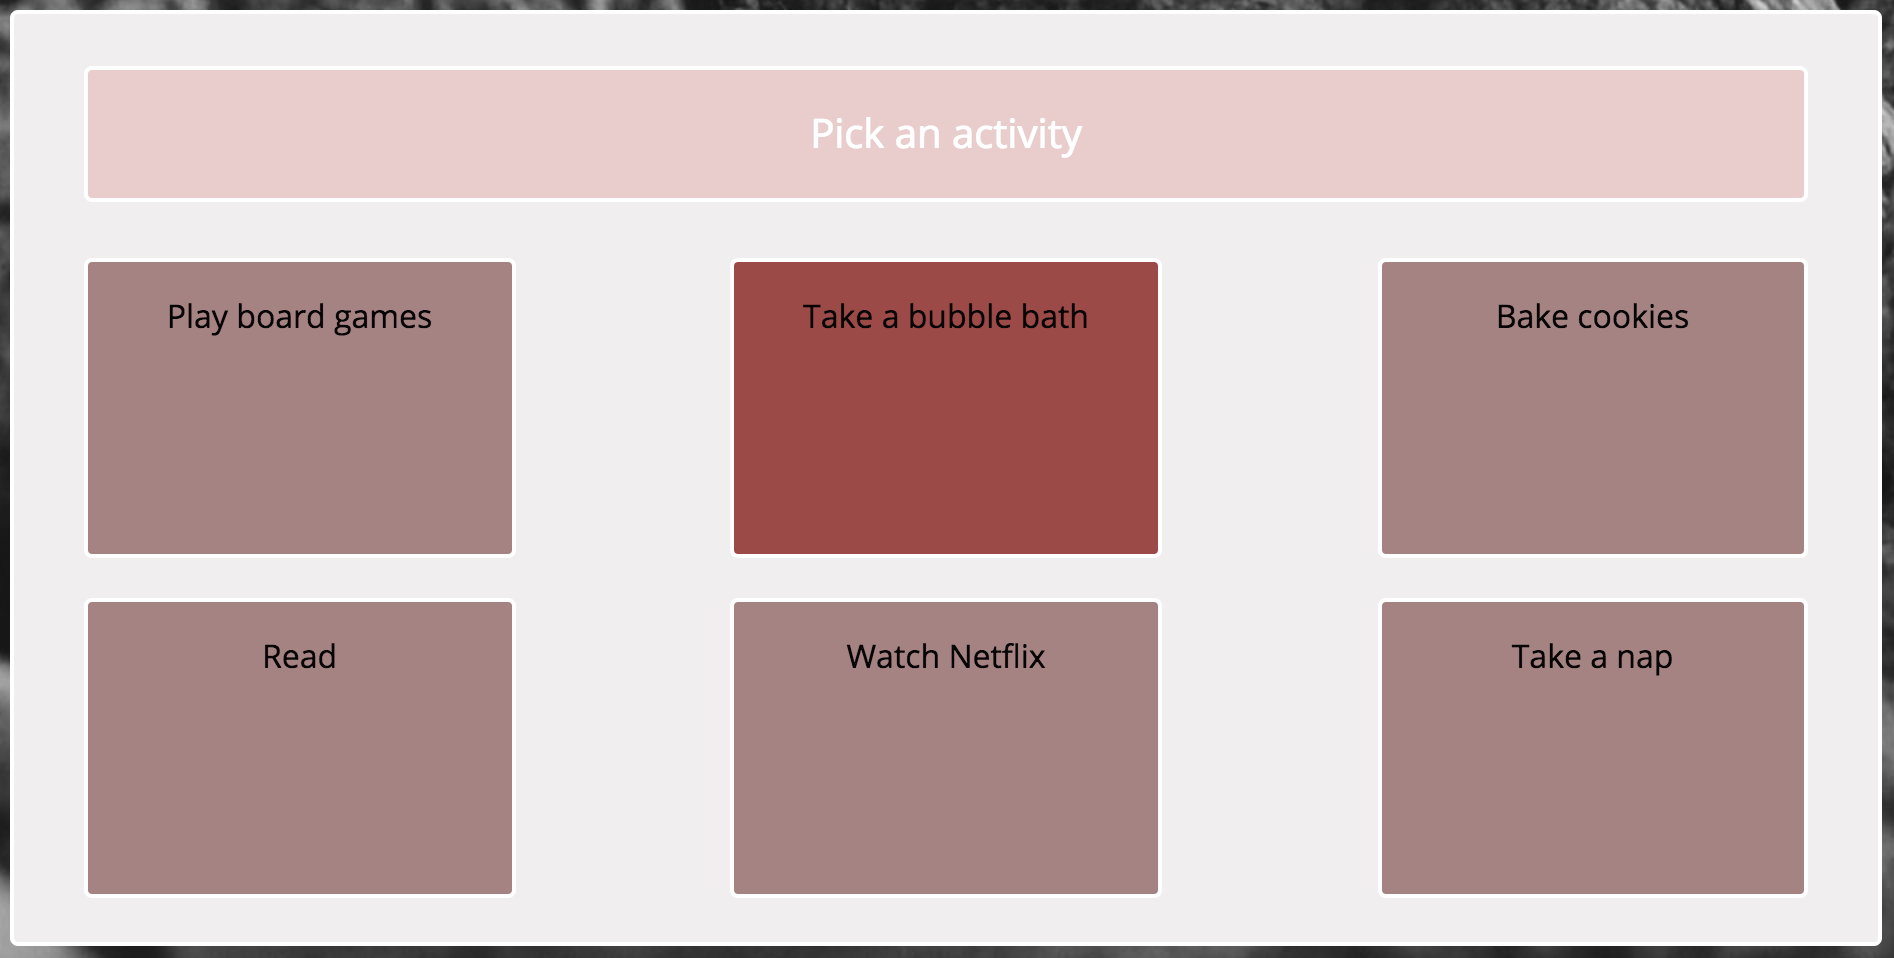 Pick an activity
Play board games
Take a bubble bath
Bake cookies
Read
Watch Netflix
Take a nap